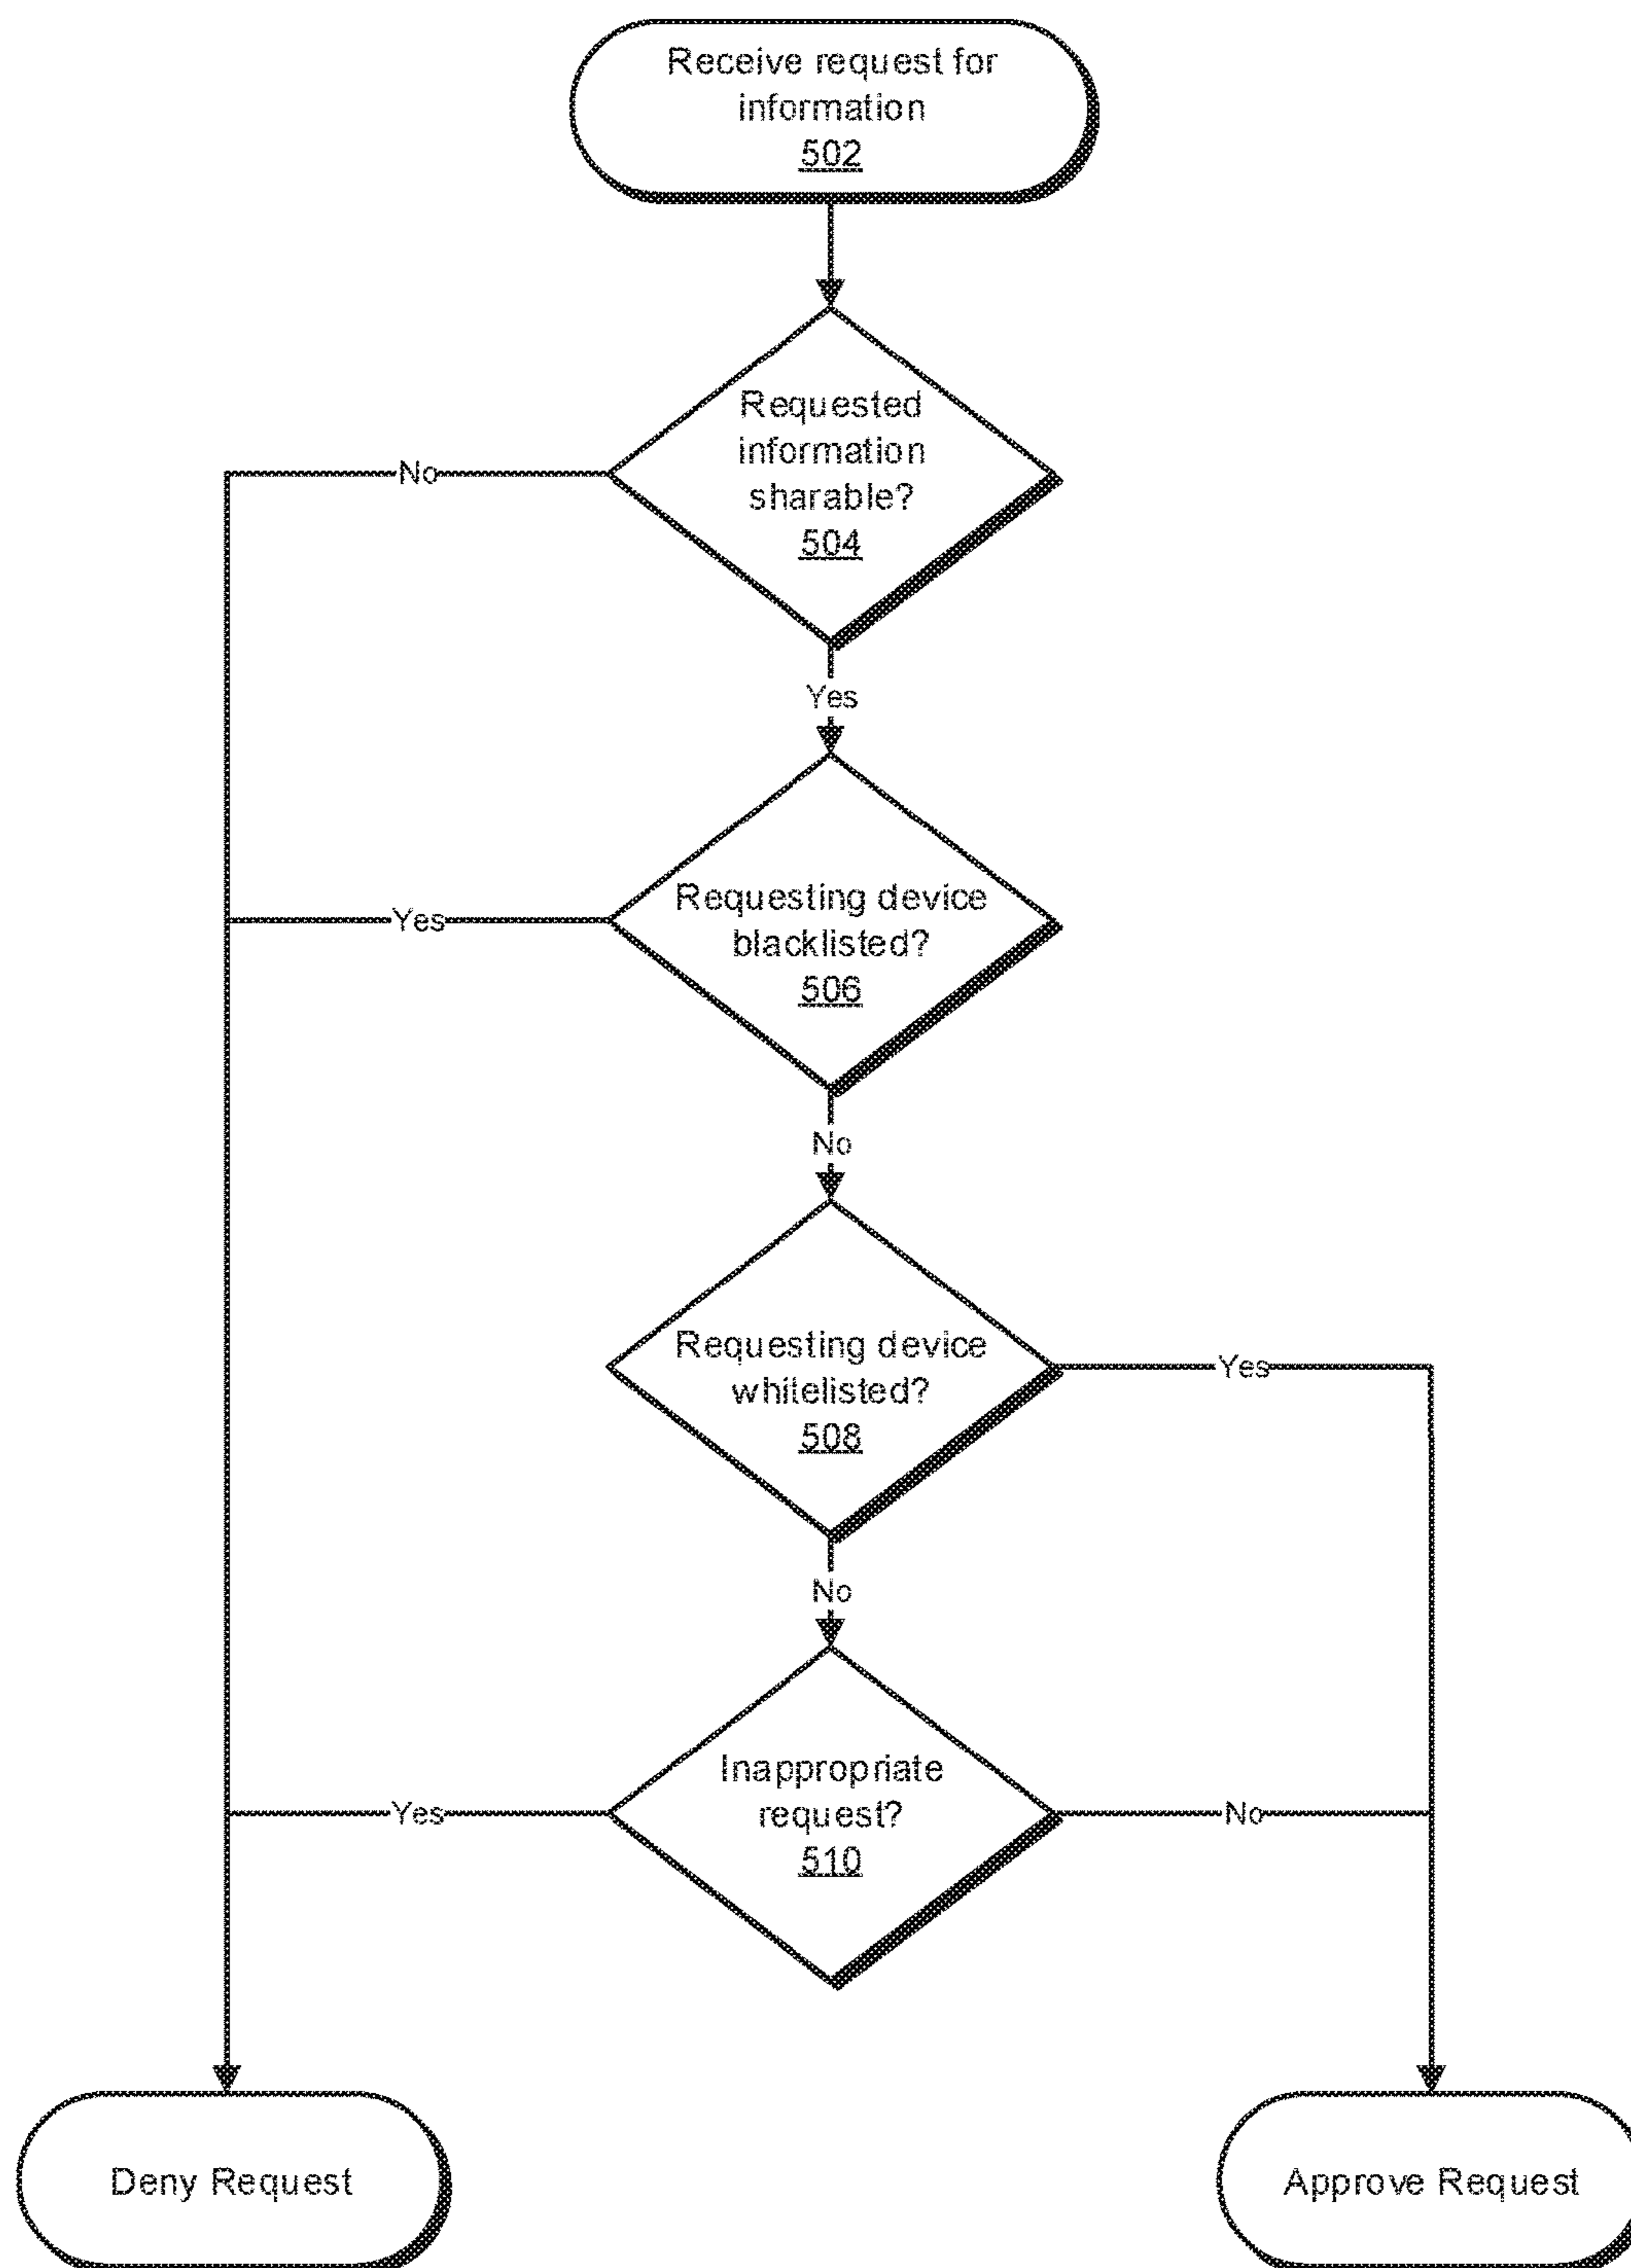 Receive request for
information
502
Requested
information
sharable?
504
No
Yes
Requesting device
blacklisted?
506
Yes
No
Requesting device
whitelisted?
508
Yes
No
Inappropriate
request?
510
Yes
No
Deny Request
Approve Request